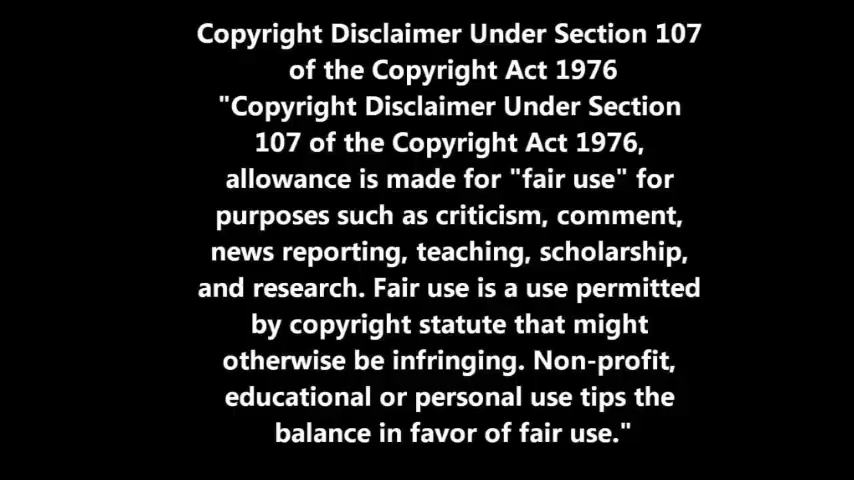 Copyright Disclaimer Under Section 107
of the Copyright Act 1976
"Copyright Disclaimer Under Section
107 of the Copyright Act 1976,
allowance is made for "fair use" for
purposes such as criticism, comment,
news reporting, teaching, scholarship,
and research. Fair use is a use permitted
by copyright statute that might
otherwise be infringing. Non-profit,
educational or personal use tips the
balance in favor of fair use."